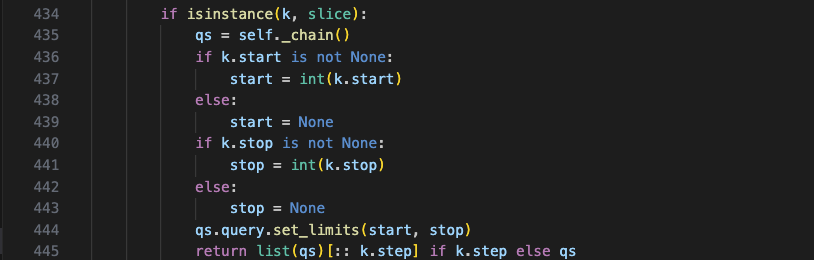 434 if isinstance(k, slice):
435 qs = self._chain()
436 if k.start is not None:
437 start = int(k.start)
438 else:
439 start = None
440 if k.stop is not None:
441 stop = int(k.stop)
442 else:
443 stop = None
444 qs.query.set_limits(start, stop)
445 return list(qs)[:: k.step] if k.step else qs